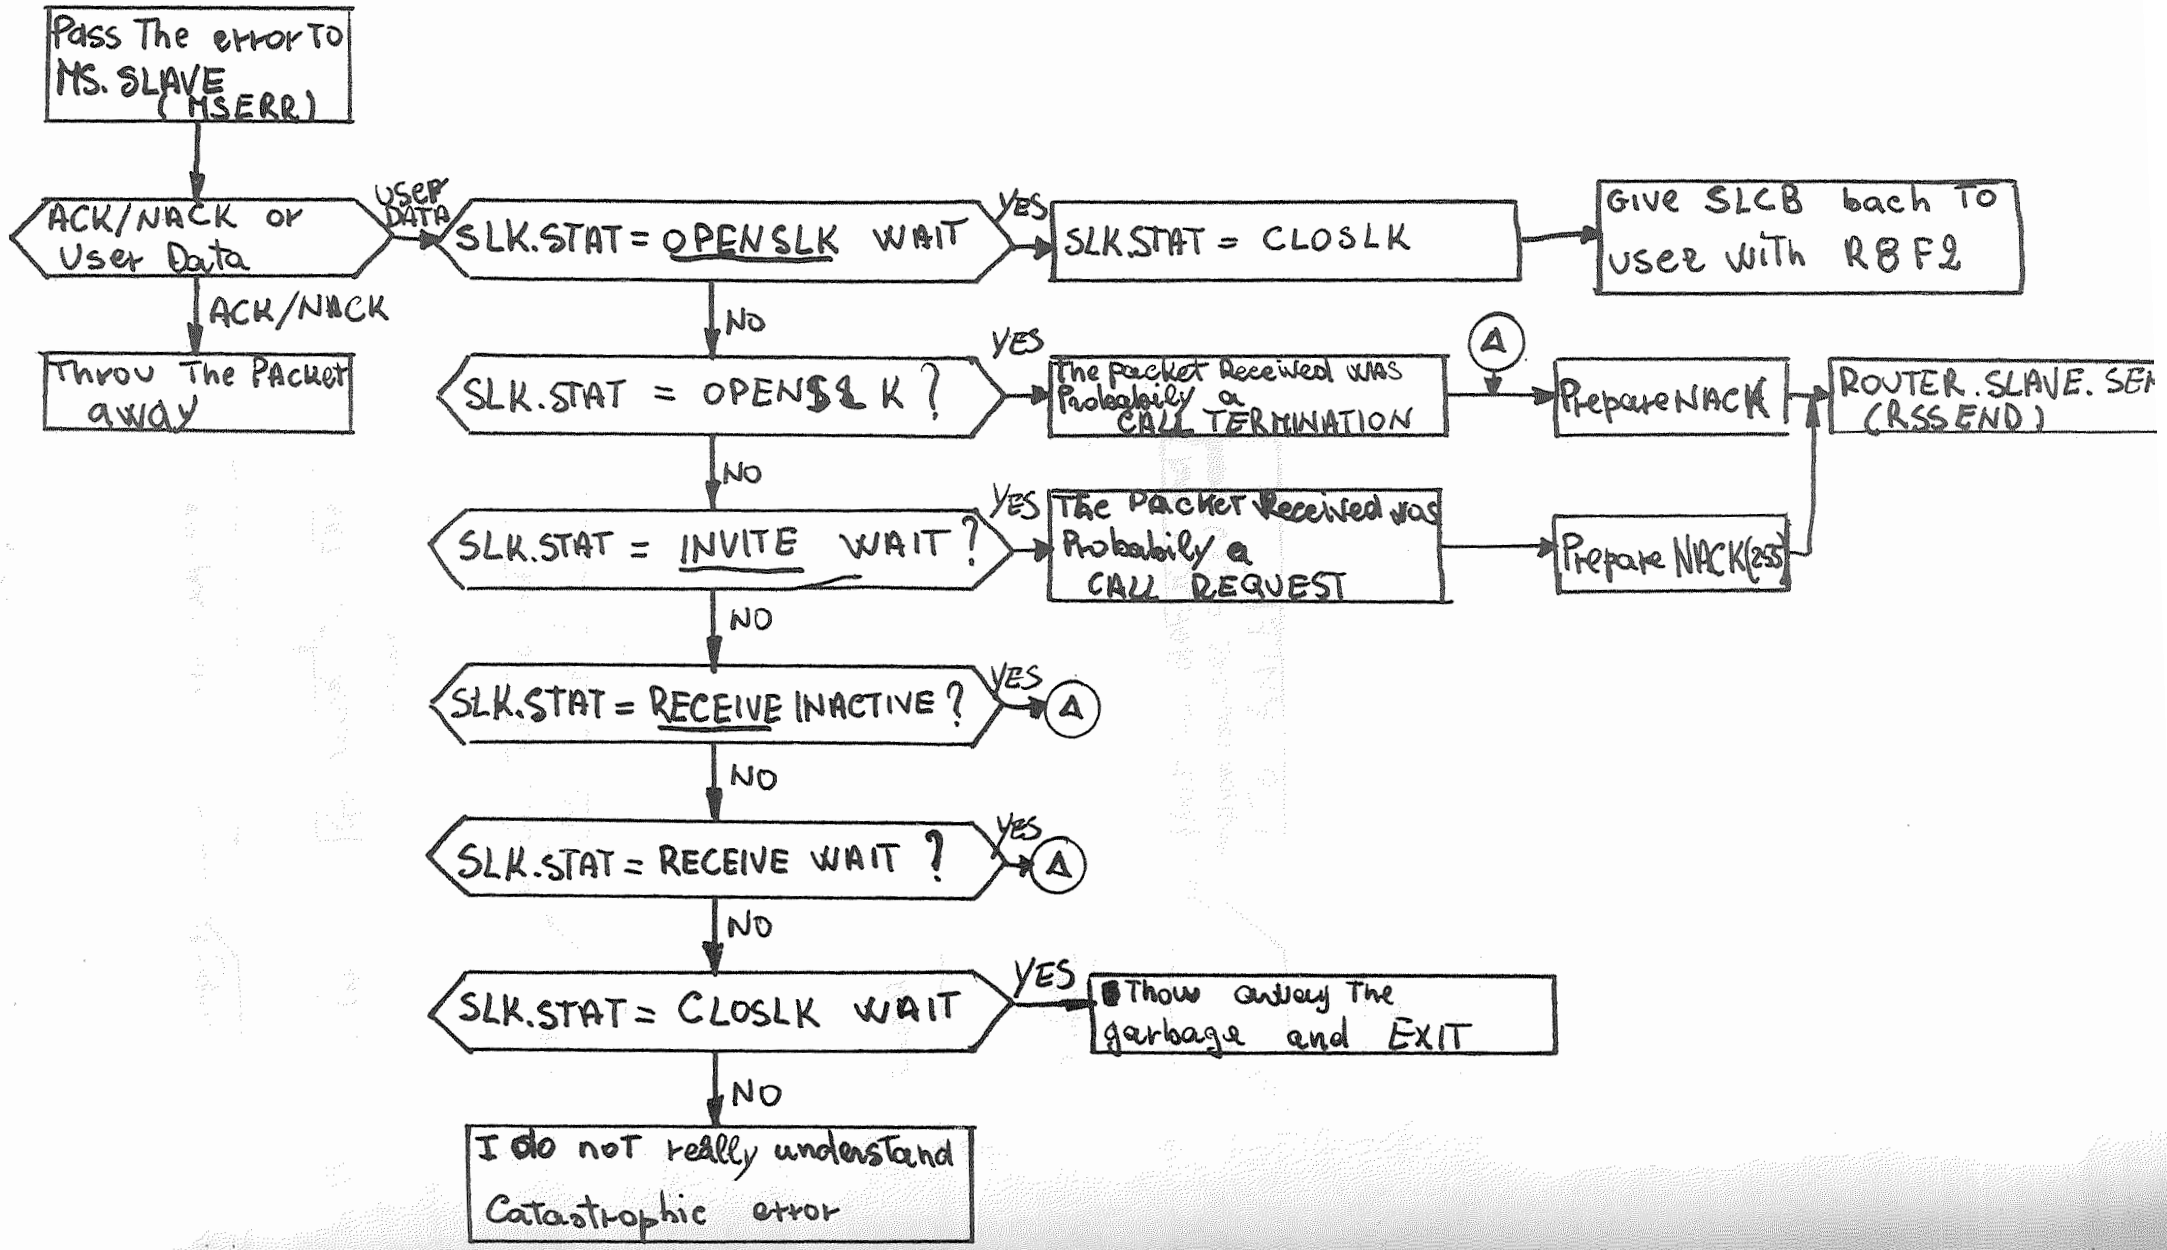 Pass The error To
MS. SLAVE
(MSERR)
ACK/NACK or
User Data
USER
DATA
SLK.STAT = OPENSLK WAIT
YES
SLK.STAT = CLOSLK
GIVE SLCB bach TO
USER WITH R8F2
ACK/NACK
NO
Throw The PACKET
away
SLK.STAT = OPENSLK?
YES
The packet Received WAS
Probabily a
CALL TERMINATION
A
Prepare NACK
ROUTER.SLAVE.SEN
(RSSEND)
NO
SLK.STAT = INVITE WAIT?
YES
The PACKET Received was
Probabily a
CALL REQUEST
Prepare NACK(255)
NO
SLK.STAT = RECEIVE INACTIVE?
YES
A
NO
SLK.STAT = RECEIVE WAIT?
YES
A
NO
SLK.STAT = CLOSLK WAIT
YES
Thow away The
garbage and EXIT
NO
I do not really understand
Catastrophic error